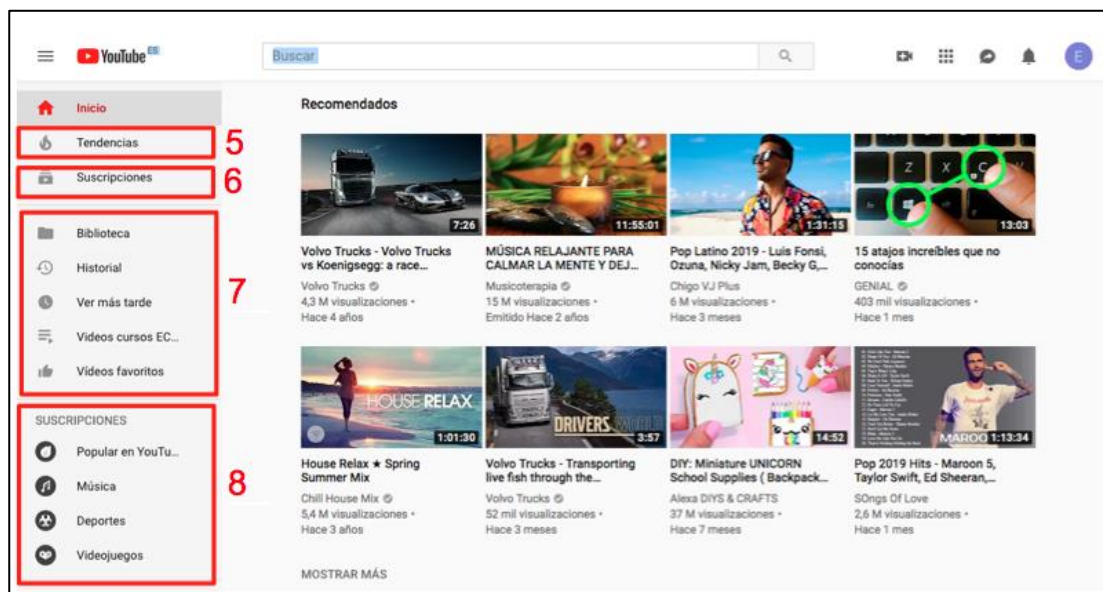 YouTube ES
Buscar
E
Inicio
Tendencias
5
Suscripciones
6
Biblioteca
Historial
Ver más tarde
Videos cursos EC...
Vídeos favoritos
7
SUSCRIPCIONES
Popular en YouTu...
Música
Deportes
Videojuegos
8
Recomendados
Z X C
7:26
11:55:01
1:31:15
13:03
Volvo Trucks - Volvo Trucks
vs Koenigsegg: a race...
Volvo Trucks
4,3 M visualizaciones •
Hace 4 años
MÚSICA RELAJANTE PARA
CALMAR LA MENTE Y DEJ...
Musicoterapia
15 M visualizaciones •
Emitido Hace 2 años
Pop Latino 2019 - Luis Fonsi,
Ozuna, Nicky Jam, Becky G,...
Chigo VJ Plus
6 M visualizaciones •
Hace 3 meses
15 atajos increíbles que no
conocías
GENIAL
403 mil visualizaciones •
Hace 1 mes
HOUSE RELAX
1:01:30
DRIVERS WORLD
3:57
14:52
MAROO
1:13:34
House Relax ★ Spring
Summer Mix
Chill House Mix
5,4 M visualizaciones •
Hace 3 años
Volvo Trucks - Transporting
live fish through the...
Volvo Trucks
52 mil visualizaciones •
Hace 3 meses
DIY: Miniature UNICORN
School Supplies ( Backpack...
Alexa DIYS & CRAFTS
37 M visualizaciones •
Hace 7 meses
Pop 2019 Hits - Maroon 5,
Taylor Swift, Ed Sheeran,...
SOngs Of Love
2,6 M visualizaciones •
Hace 1 mes
MOSTRAR MÁS